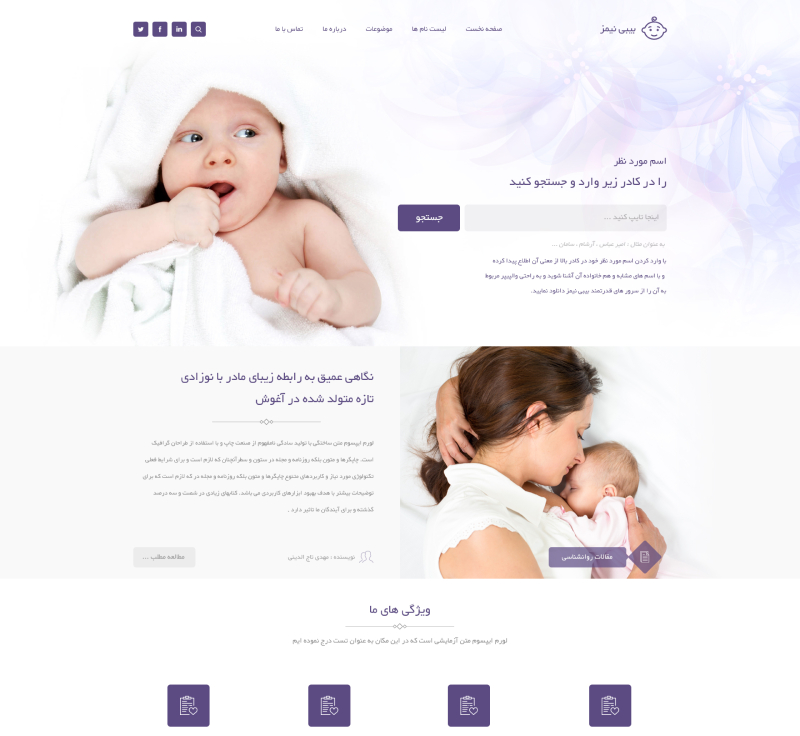 بیبی نیمز
صفحه نخست
لیست نام ها
موضوعات
درباره ما
تماس با ما
اسم مورد نظر
را در کادر زیر وارد و جستجو کنید
اینجا تایپ کنید ...
جستجو
به عنوان مثال : امیر عباس ، آرشام ، سامان ...
با وارد کردن اسم مورد نظر خود در کادر بالا از معنی آن اطلاع پیدا کرده
و با اسم های مشابه و هم خانواده آن آشنا شوید و به راحتی والپیپر مربوط
به آن را از سرور های قدرتمند بیبی نیمز دانلود نمایید.
نگاهی عمیق به رابطه زیبای مادر با نوزادی
تازه متولد شده در آغوش
لورم ایپسوم متن ساختگی با تولید سادگی نامفهوم از صنعت چاپ و با استفاده از طراحان گرافیک
است. چاپگرها و متون بلکه روزنامه و مجله در ستون و سطرآنچنان که لازم است و برای شرایط فعلی
تکنولوژی مورد نیاز و کاربردهای متنوع چاپگرها و متون بلکه روزنامه و مجله در که لازم است که برای
توضیحات بیشتر با هدف بهبود ابزارهای کاربردی می باشد. کتابهای زیادی در شصت و سه درصد
گذشته و برای آیندگان ما تاثیر دارد .
نویسنده : مهدی تاج الدینی
مطالعه مطلب ...
مقالات روانشناسی
ویژگی های ما
لورم ایپسوم متن آزمایشی است که در این مکان به عنوان تست درج نموده ایم